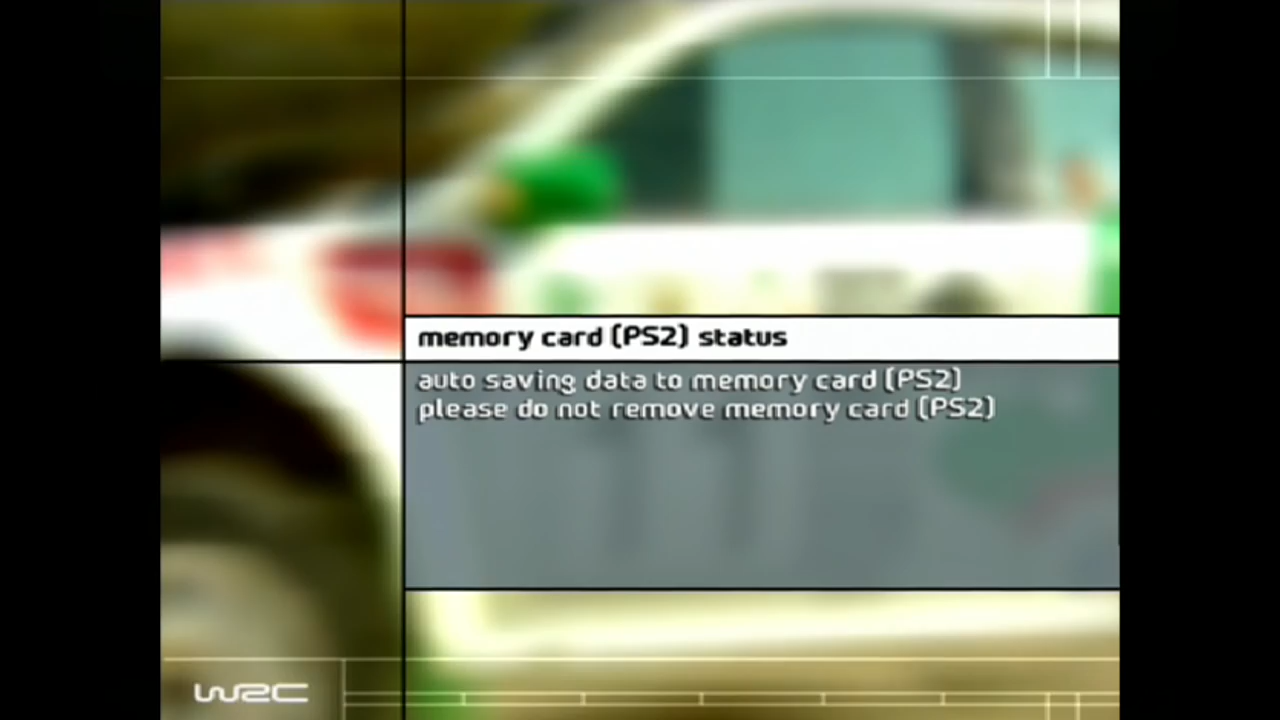 memory card (PS2) status
auto saving data to memory card (PS2)
please do not remove memory card (PS2)
WRC